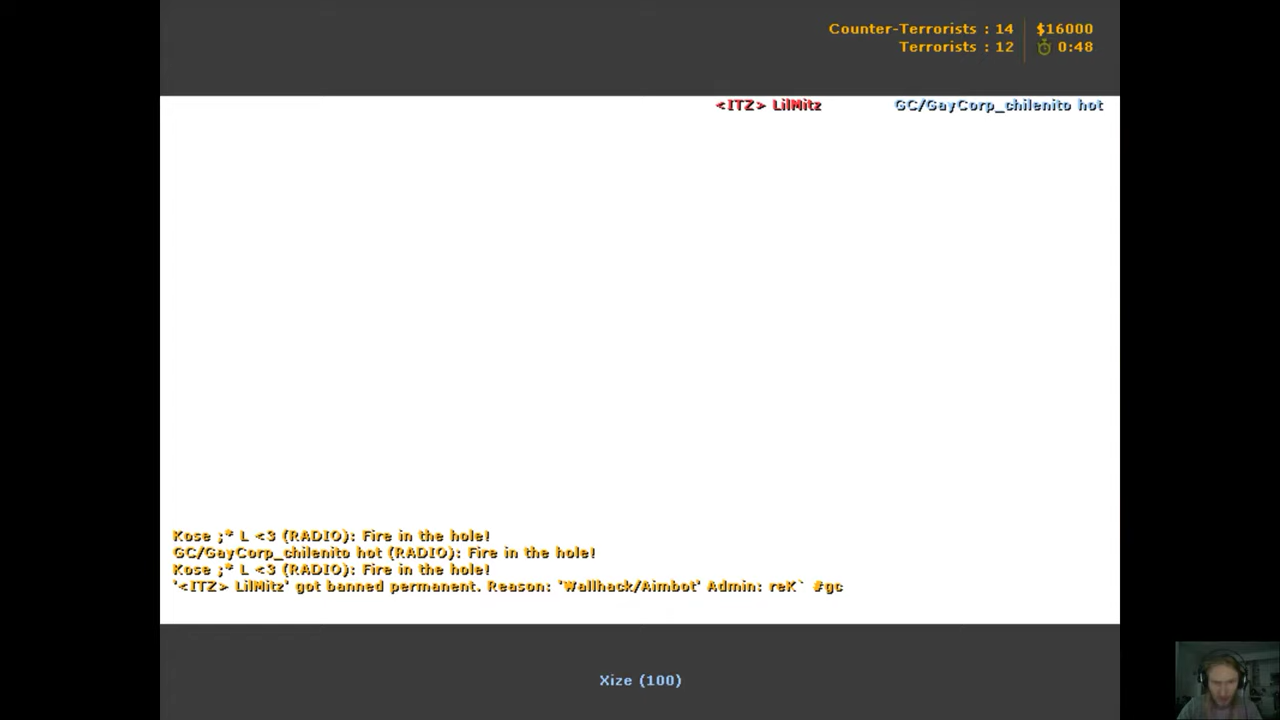 Counter-Terrorists : 14 $16000
Terrorists : 12 0:48
<ITZ> LilMitz GC/GayCorp_chilenito hot
Kose ;* L <3 (RADIO): Fire in the hole!
GC/GayCorp_chilenito hot (RADIO): Fire in the hole!
Kose ;* L <3 (RADIO): Fire in the hole!
'<ITZ> LilMitz' got banned permanent. Reason: 'Wallhack/Aimbot' Admin: reK` #gc
Xize (100)